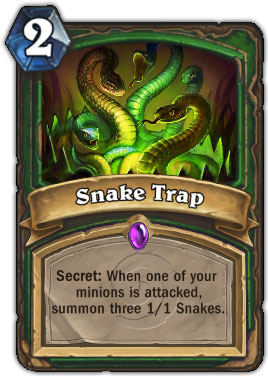 2
Snake Trap
Secret: When one of your
minions is attacked,
summon three 1/1 Snakes.